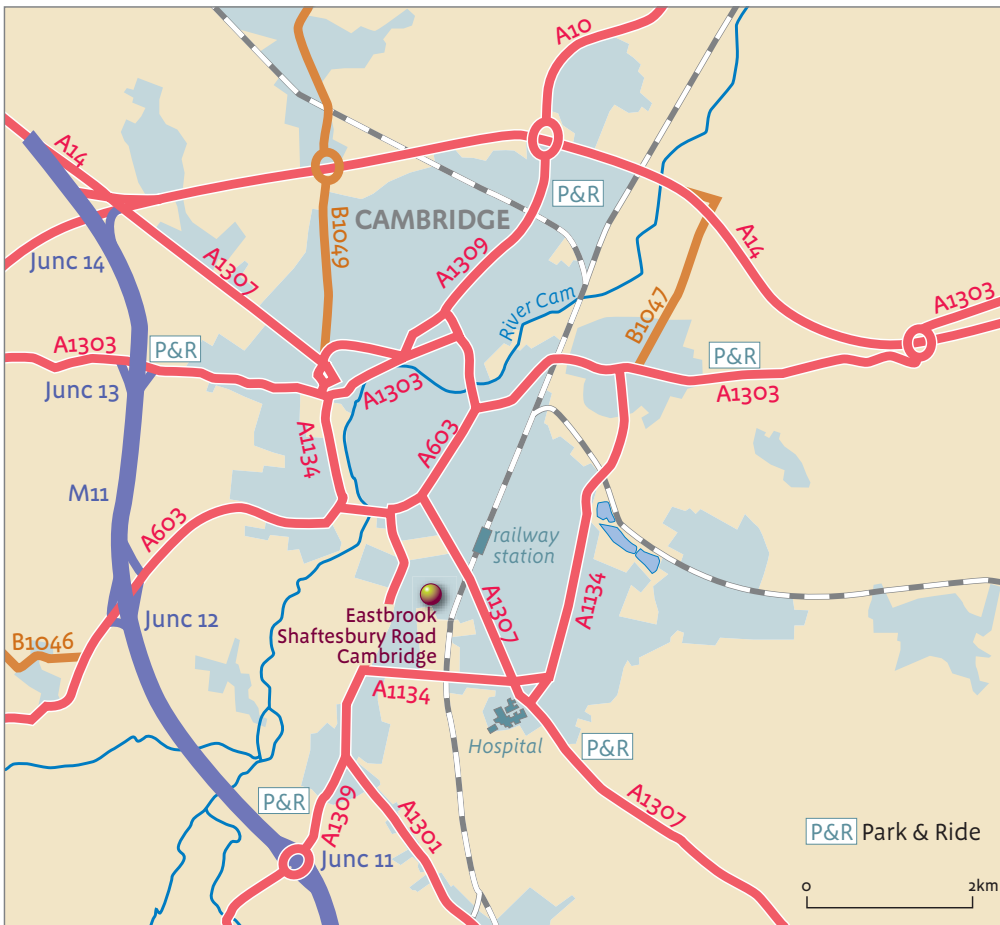 A10
A14
P&R
CAMBRIDGE
B1049
A1309
A14
Junc 14
A1307
River Cam
B1047
A1303
A1303
P&R
P&R
Junc 13
A1303
A1303
A1134
A603
M11
A603
railway
station
A1134
A1307
Eastbrook
Shaftesbury Road
Cambridge
Junc 12
B1046
A1134
Hospital
P&R
P&R
A1309
A1301
A1307
Junc 11
P&R Park & Ride
0 2km